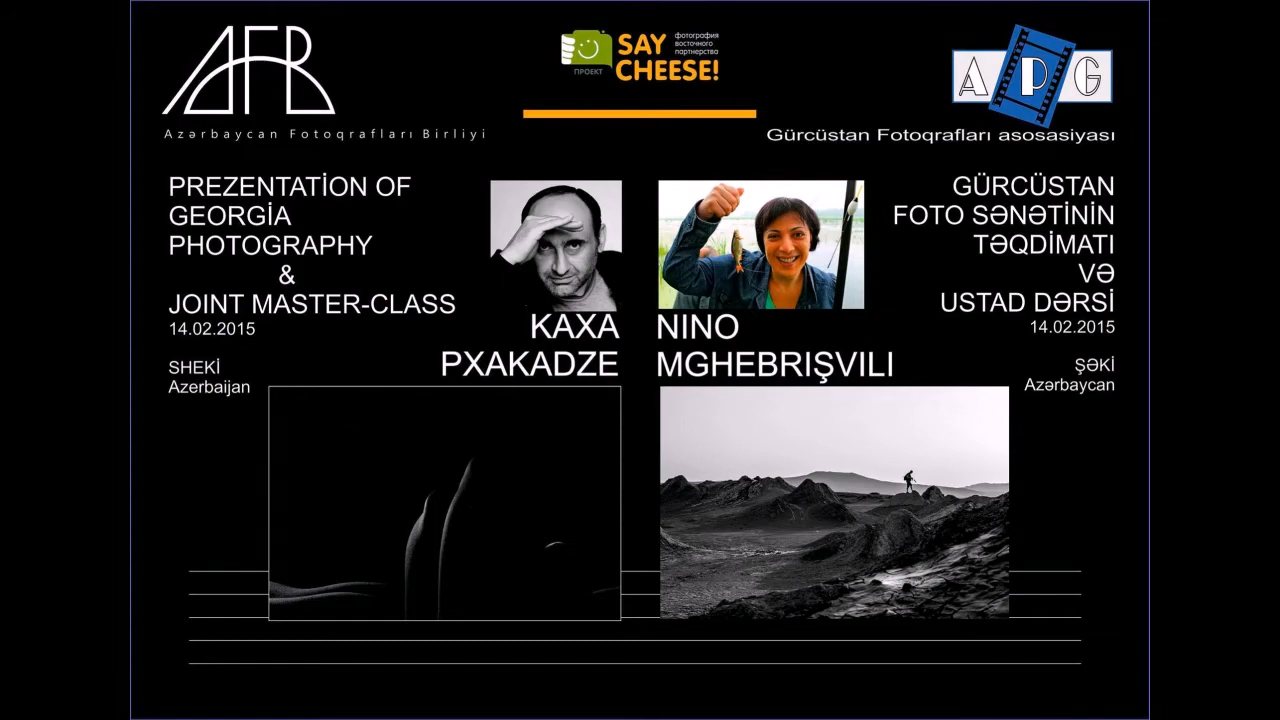 AFB
Azərbaycan Fotoqrafları Birliyi
ПРОЕКТ
SAY
CHEESE!
фотография
восточного
партнерства
APG
Gürcüstan Fotoqrafları asosasiyası
PREZENTATİON OF
GEORGİA
PHOTOGRAPHY
&
JOINT MASTER-CLASS
14.02.2015
SHEKİ
Azerbaijan
KAXA
PXAKADZE
NINO
MGHEBRIŞVILI
GÜRCÜSTAN
FOTO SƏNƏTİNİN
TƏQDİMATI
VƏ
USTAD DƏRSİ
14.02.2015
ŞƏKİ
Azərbaycan